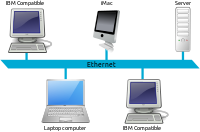 IBM Compatible
iMac
Server
Ethernet
Laptop computer
IBM Compatible